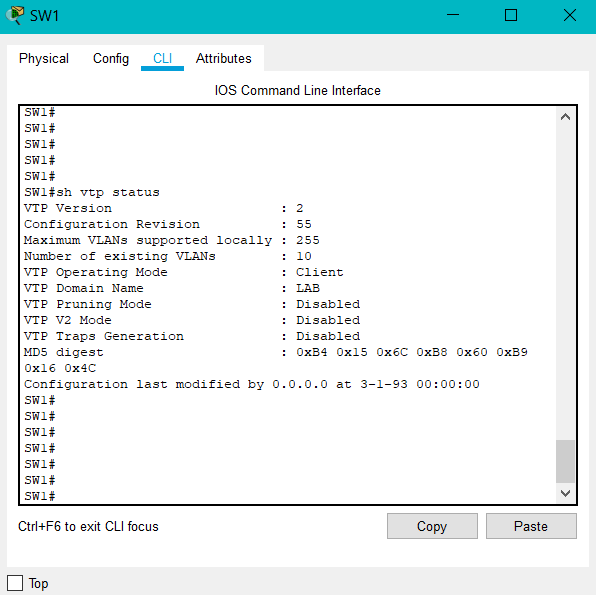 SW1
Physical Config CLI Attributes
IOS Command Line Interface
SW1#
SW1#
SW1#
SW1#
SW1#
SW1#sh vtp status
VTP Version : 2
Configuration Revision : 55
Maximum VLANs supported locally : 255
Number of existing VLANs : 10
VTP Operating Mode : Client
VTP Domain Name : LAB
VTP Pruning Mode : Disabled
VTP V2 Mode : Disabled
VTP Traps Generation : Disabled
MD5 digest : 0xB4 0x15 0x6C 0xB8 0x60 0xB9
0x16 0x4C
Configuration last modified by 0.0.0.0 at 3-1-93 00:00:00
SW1#
SW1#
SW1#
SW1#
SW1#
SW1#
SW1#
Ctrl+F6 to exit CLI focus
Copy Paste
Top